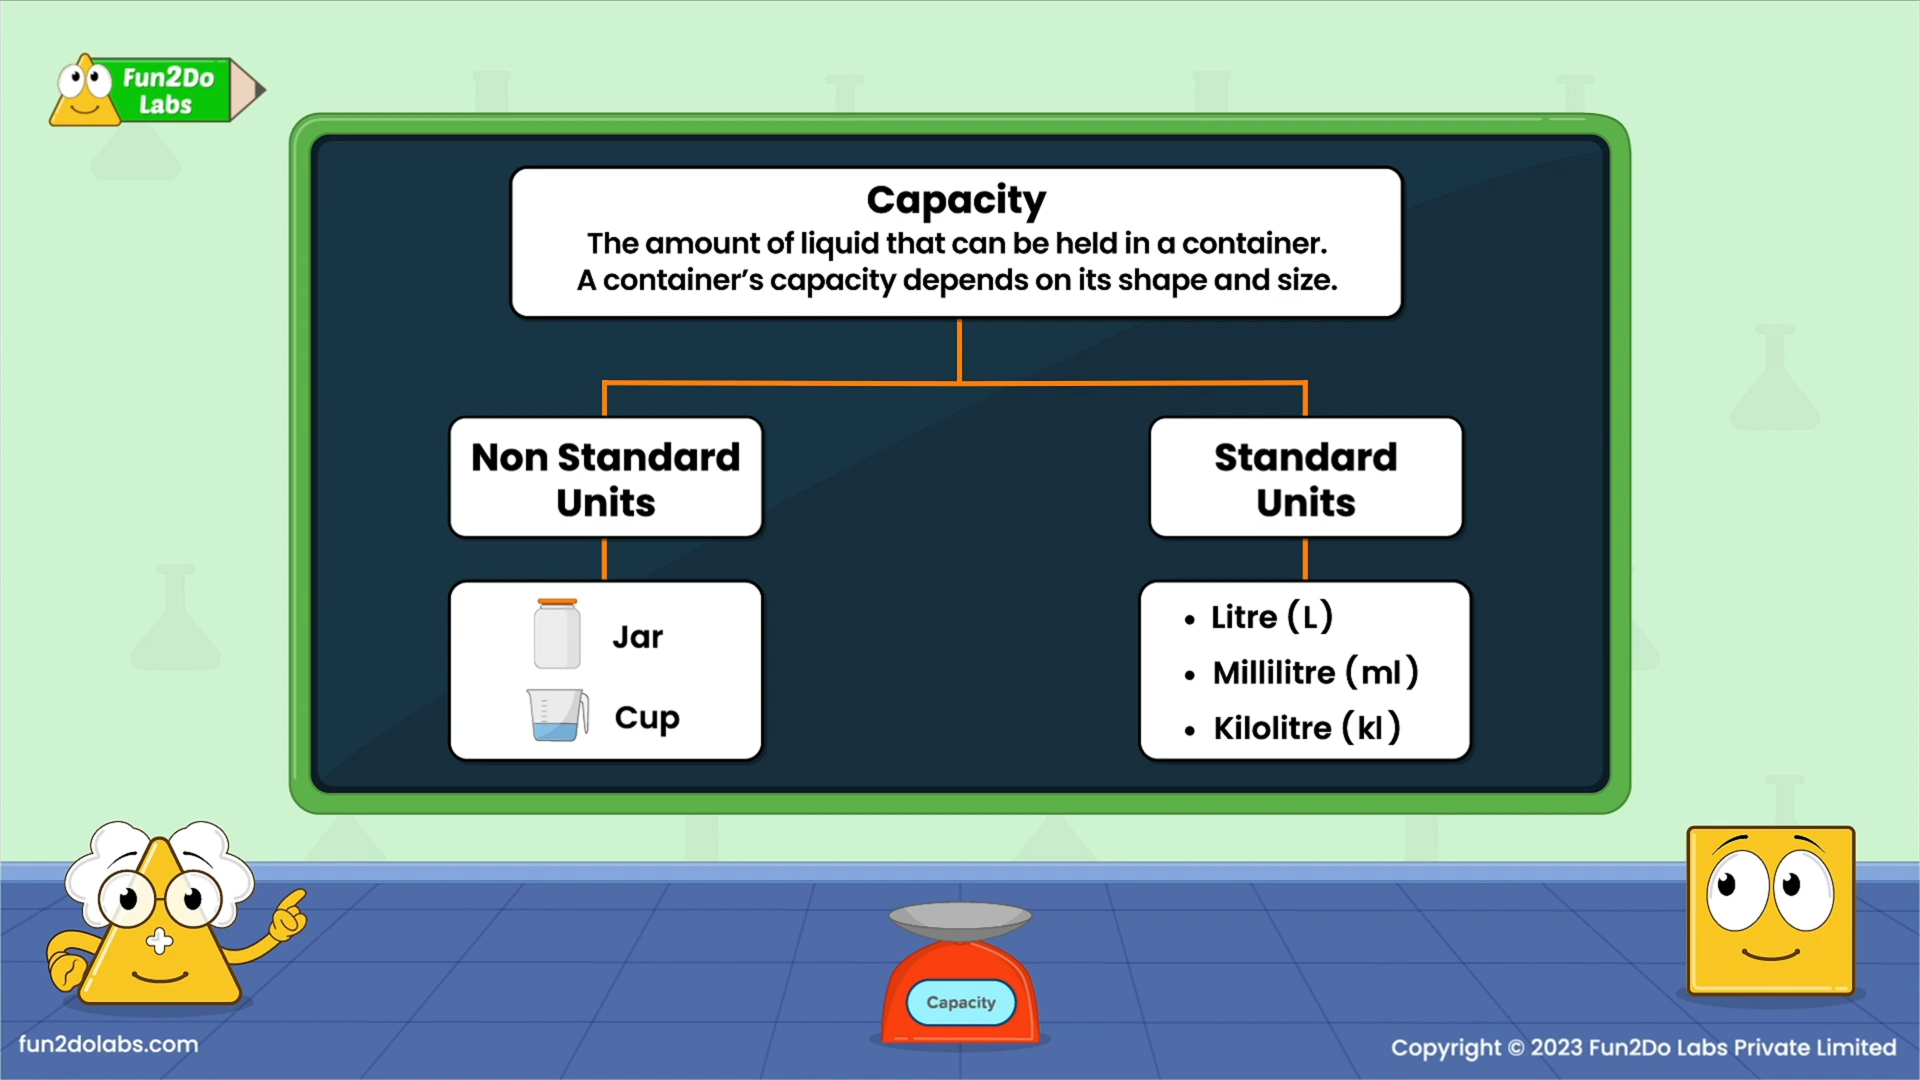 Fun2Do
Labs
Capacity
The amount of liquid that can be held in a container.
A container’s capacity depends on its shape and size.
Non Standard
Units
Standard
Units
Jar
Cup
• Litre (L)
• Millilitre (ml)
• Kilolitre (kl)
Capacity
fun2dolabs.com
Copyright © 2023 Fun2Do Labs Private Limited